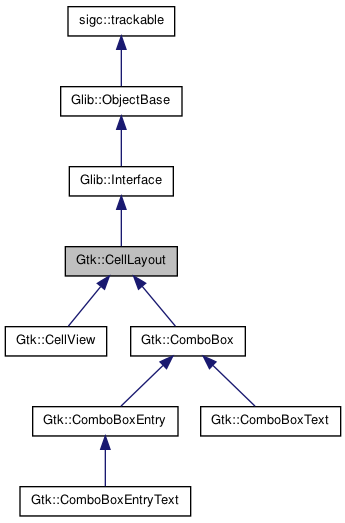 sigc::trackable
Glib::ObjectBase
Glib::Interface
Gtk::CellLayout
Gtk::CellView
Gtk::ComboBox
Gtk::ComboBoxEntry
Gtk::ComboBoxText
Gtk::ComboBoxEntryText